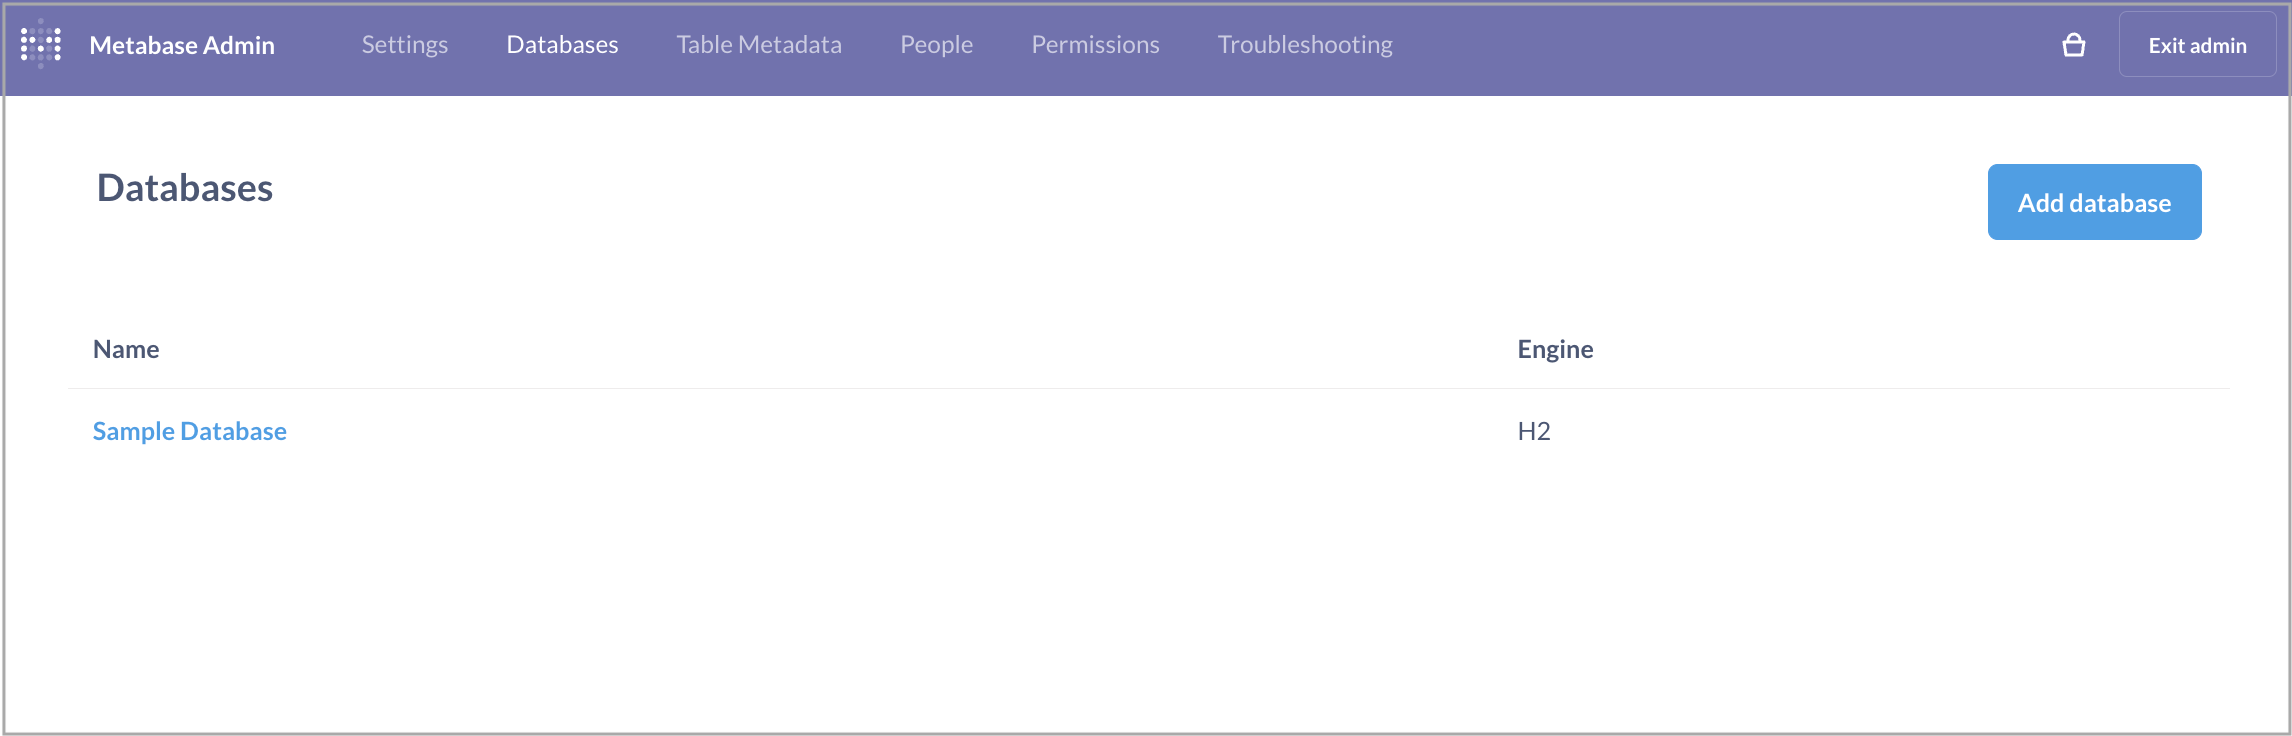 Metabase Admin Settings Databases Table Metadata People Permissions Troubleshooting Exit admin
Databases
Add database
Name Engine
Sample Database H2